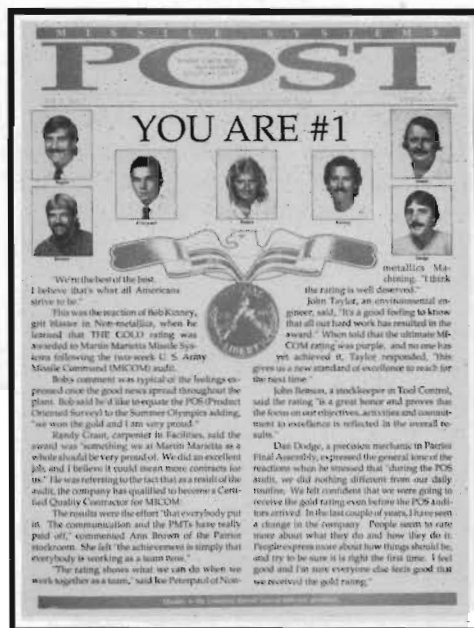 MISSILE SYSTEMS
POST
YOU ARE #1
"We're the best of the best.
I believe that's what all Americans
strive to be."
This was the reaction of Bob Kinney,
grit blaster in Non-metallics, when he
learned that THE GOLD rating was
awarded to Martin Marietta Missile Sys-
tems following the two-week U. S. Army
Missile Command (MICOM) audit.
Bob's comment was typical of the feelings ex-
pressed once the good news spread throughout the
plant. Bob said he'd like to equate the POS (Product
Oriented Survey) to the Summer Olympics adding,
"we won the gold and I am very proud."
Randy Grant, carpenter in Facilities, said the
award was "something we at Martin Marietta as a
whole should be very proud of. We did an excellent
job, and I believe it could mean more contracts for
us." He was referring to the fact that as a result of the
audit, the company has qualified to become a Certi-
fied Quality Contractor for MICOM.
The results were the effort "that everybody put
in. The communication and the PMTs have really
paid off," commented Ann Brown of the Patriot
stockroom. She felt "the achievement is simply that
everybody is working as a team now."
"The rating shows what we can do when we
work together as a team," said Joe Peterpaul of Non-
metallics Ma-
chining. "I think
the rating is well deserved."
John Taylor, an environmental en-
gineer, said, "It's a good feeling to know
that all our hard work has resulted in the
award." When told that the ultimate MI-
COM rating was purple, and no one has
yet achieved it, Taylor responded, "this
gives us a new standard of excellence to reach for
the next time."
John Benson, a stockkeeper in Tool Control,
said the rating "is a great honor and proves that
the focus on our objectives, activities and commit-
ment to excellence is reflected in the overall re-
sults."
Dan Dodge, a precision mechanic in Patriot
Final Assembly, expressed the general tone of the
reactions when he stressed that "during the POS
audit, we did nothing different from our daily
routine. We felt confident that we were going to
receive the gold rating even before the POS audi-
tors arrived. In the last couple of years, I have seen
a change in the company. People seem to care
more about what they do and how they do it.
People express more about how things should be,
and try to be sure it is right the first time. I feel
good and I'm sure everyone else feels good that
we received the gold rating."